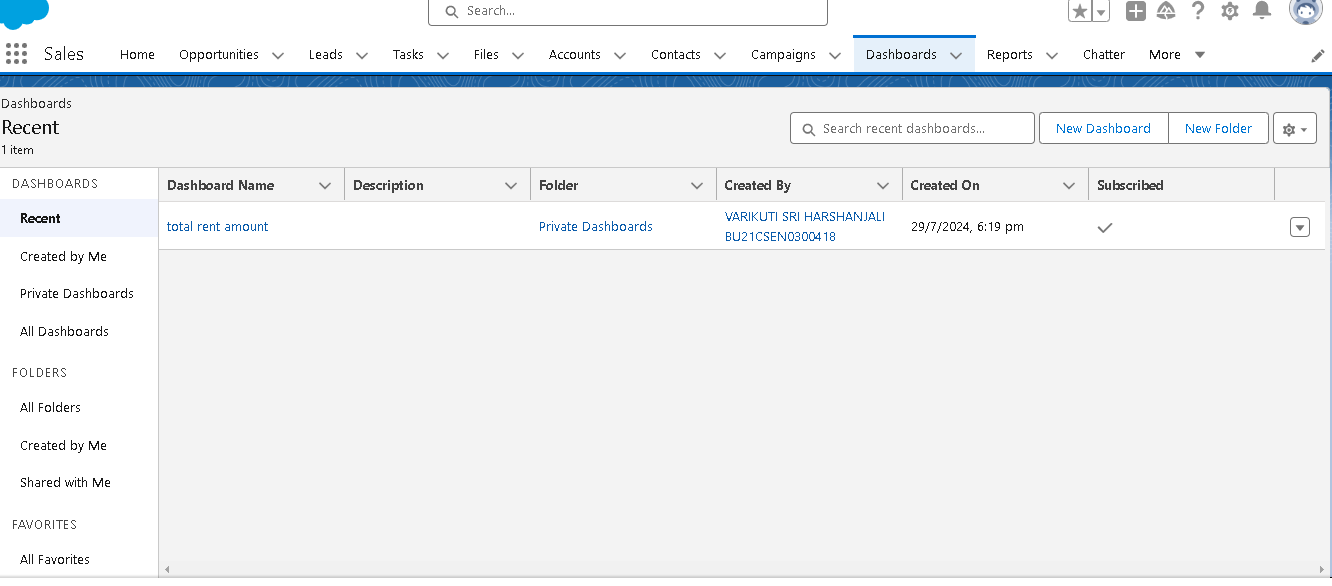 Search...
Sales
Home
Opportunities
Leads
Tasks
Files
Accounts
Contacts
Campaigns
Dashboards
Reports
Chatter
More
Dashboards
Recent
1 item
Search recent dashboards...
New Dashboard
New Folder
DASHBOARDS
Recent
Created by Me
Private Dashboards
All Dashboards
FOLDERS
All Folders
Created by Me
Shared with Me
FAVORITES
All Favorites
Dashboard Name
Description
Folder
Created By
Created On
Subscribed
total rent amount
Private Dashboards
VARIKUTI SRI HARSHANJALI
BU21CSEN0300418
29/7/2024, 6:19 pm